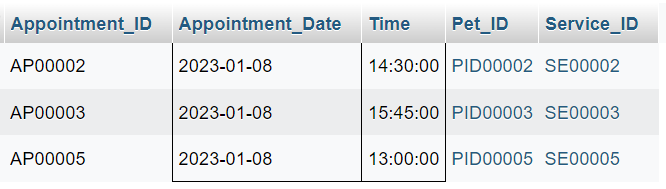 Appointment_ID Appointment_Date Time Pet_ID Service_ID
AP00002 2023-01-08 14:30:00 PID00002 SE00002
AP00003 2023-01-08 15:45:00 PID00003 SE00003
AP00005 2023-01-08 13:00:00 PID00005 SE00005